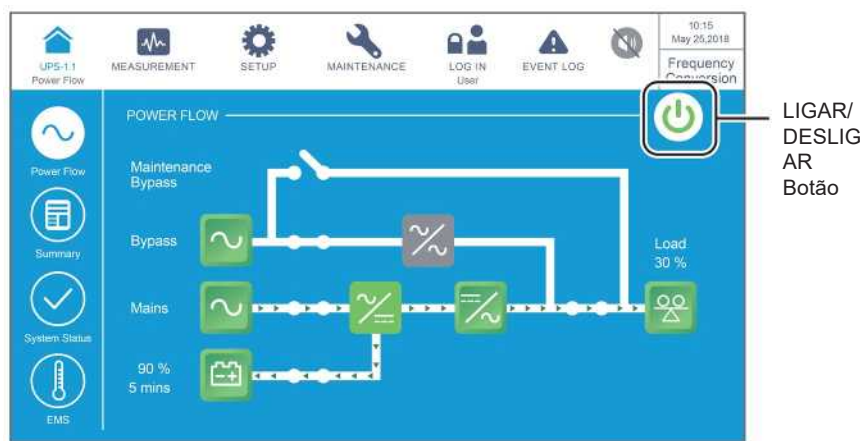 10:15
May 25,2018
UPS-1.1
Power Flow
MEASUREMENT
SETUP
MAINTENANCE
LOG IN
User
EVENT LOG
Frequency
Conversion
POWER FLOW
LIGAR/
DESLIG
AR
Botão
Power Flow
Maintenance
Bypass
Summary
Bypass
Load
30 %
Mains
System Status
90 %
5 mins
EMS